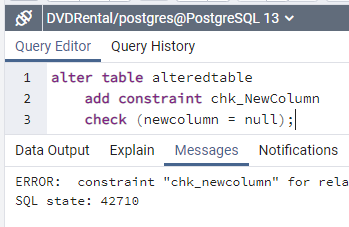 DVDRental/postgres@PostgreSQL 13
Query Editor Query History
1 alter table alteredtable
2 add constraint chk_NewColumn
3 check (newcolumn = null);
Data Output Explain Messages Notifications
ERROR: constraint "chk_newcolumn" for rela
SQL state: 42710